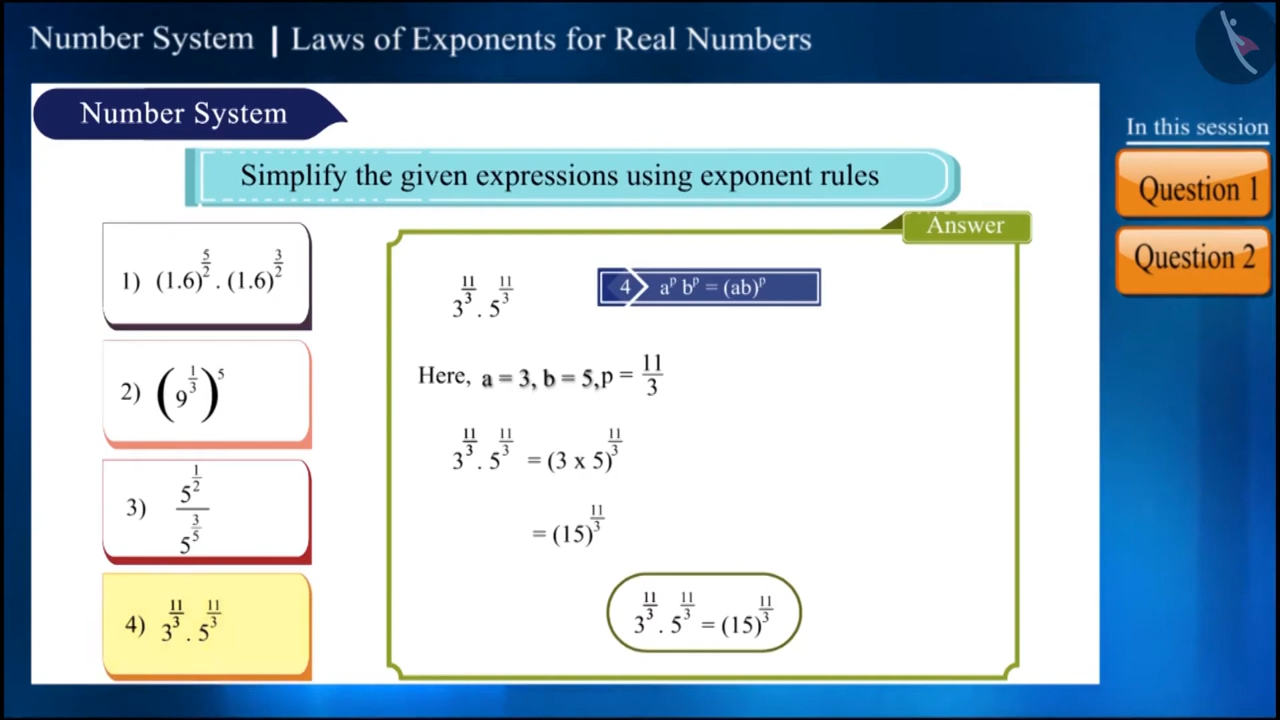 Number System | Laws of Exponents for Real Numbers
Number System
In this session
Question 1
Question 2
Simplify the given expressions using exponent rules
1) (1.6)^(5/2) . (1.6)^(3/2)
2) (9^(1/3))^5
3) 5^(1/2) / 5^(3/5)
4) 3^(11/3) . 5^(11/3)
Answer
3^(11/3) . 5^(11/3)
4 a^p b^p = (ab)^p
Here, a = 3, b = 5, p = 11/3
3^(11/3) . 5^(11/3) = (3 x 5)^(11/3)
= (15)^(11/3)
3^(11/3) . 5^(11/3) = (15)^(11/3)